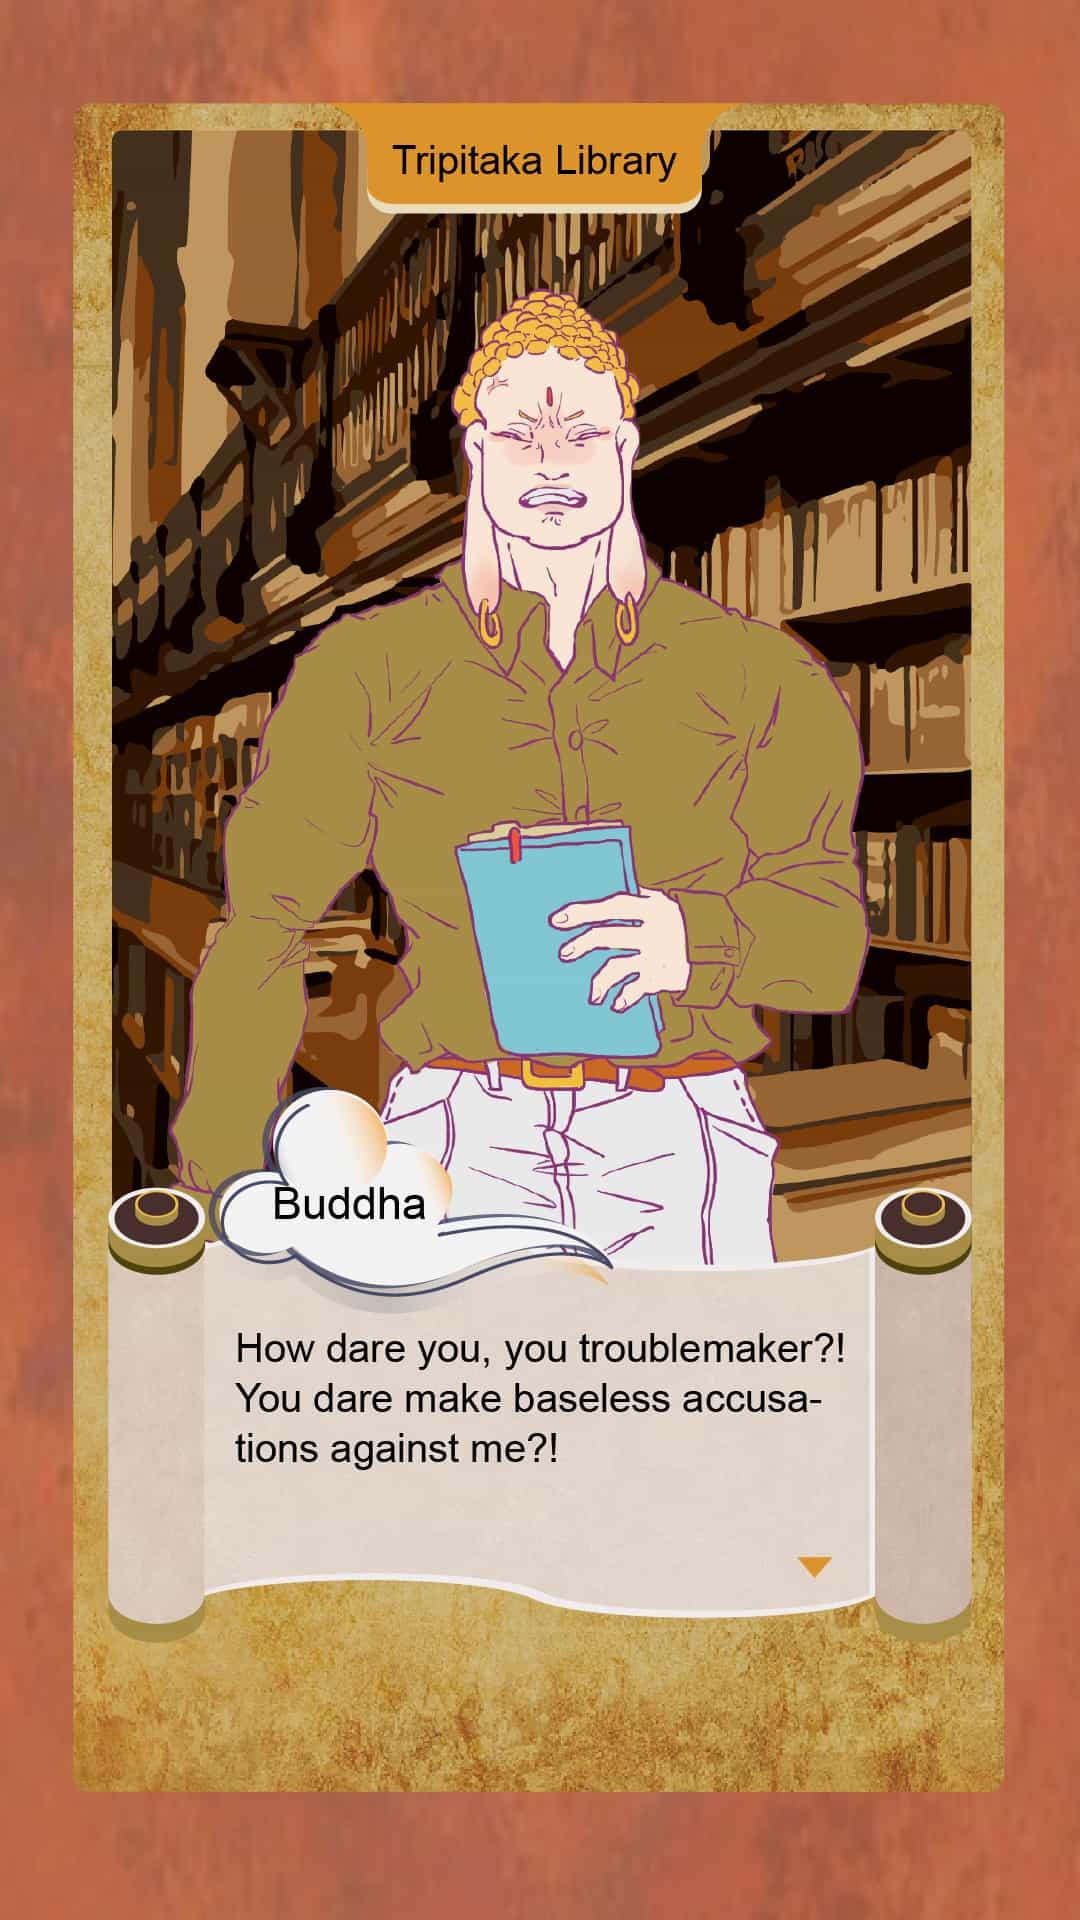 Tripitaka Library
Buddha
How dare you, you troublemaker?!
You dare make baseless accusa-
tions against me?!